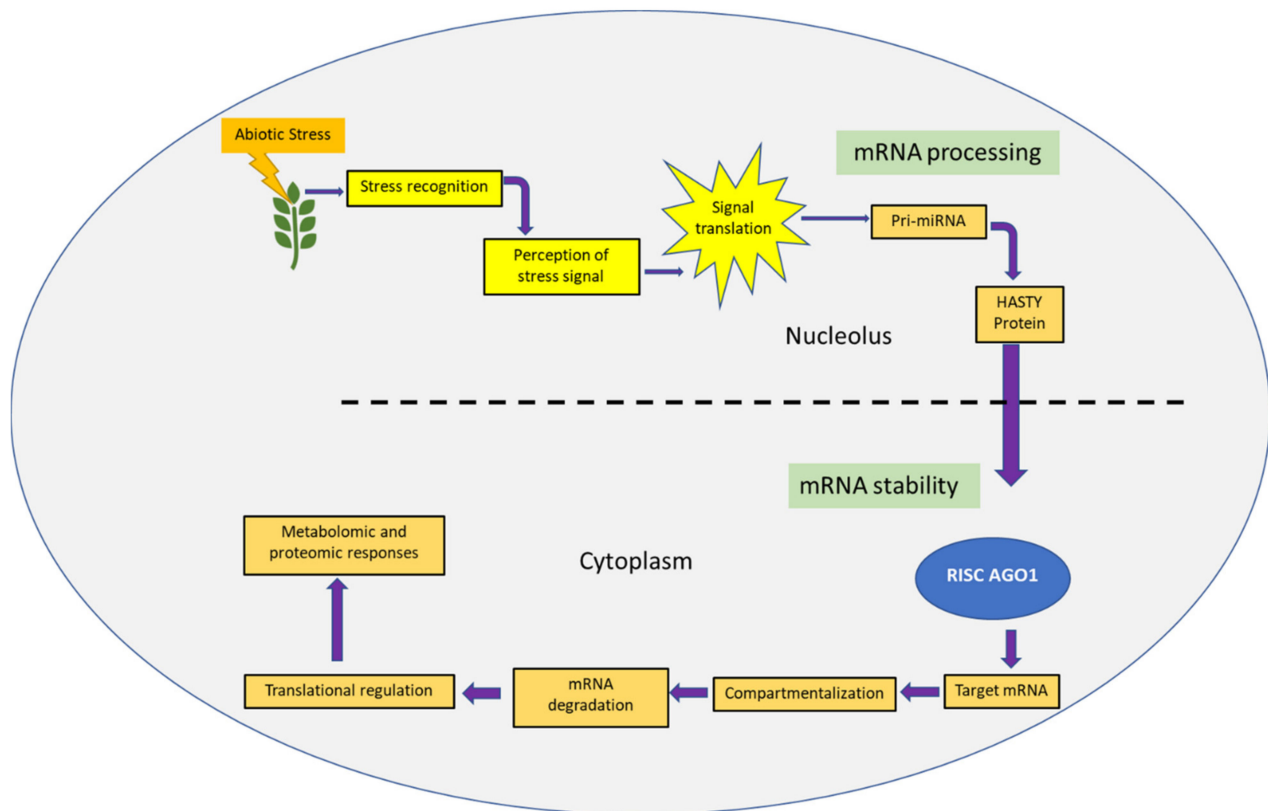 Abiotic Stress
Stress recognition
Perception of
stress signal
Signal
translation
mRNA processing
Pri-miRNA
HASTY
Protein
Nucleolus
mRNA stability
Cytoplasm
RISC AGO1
Target mRNA
Compartmentalization
mRNA
degradation
Translational regulation
Metabolomic and
proteomic responses